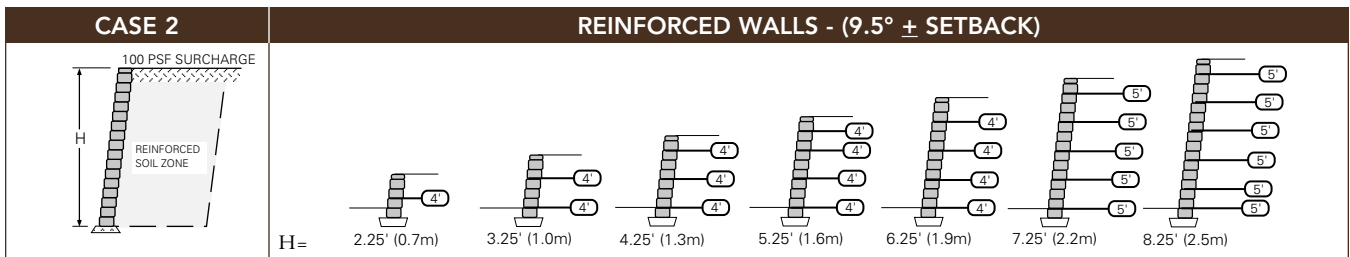 CASE 2
REINFORCED WALLS - (9.5° ± SETBACK)
100 PSF SURCHARGE
H
REINFORCED
SOIL ZONE
H=
4'
2.25' (0.7m)
4'
4'
3.25' (1.0m)
4'
4'
4'
4.25' (1.3m)
4'
4'
4'
4'
5.25' (1.6m)
4'
4'
4'
4'
6.25' (1.9m)
5'
5'
5'
5'
5'
7.25' (2.2m)
5'
5'
5'
5'
5'
5'
8.25' (2.5m)